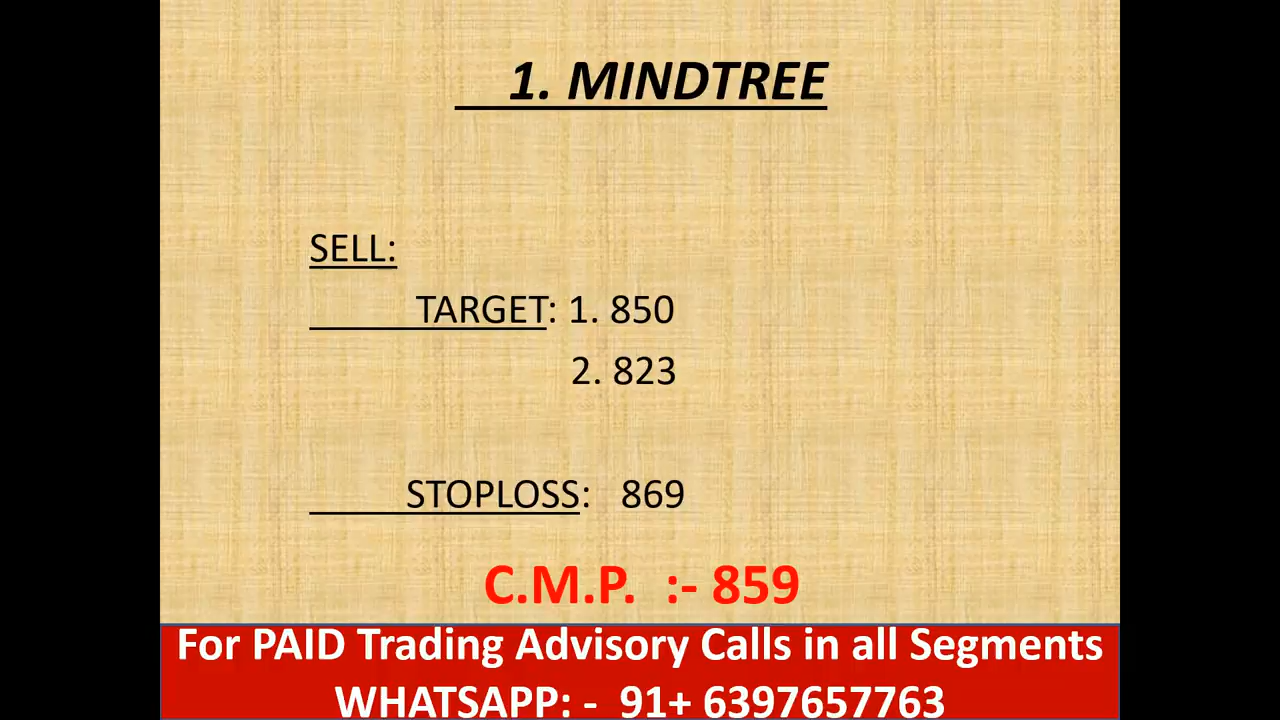 1. MINDTREE
SELL:
TARGET: 1. 850
2. 823
STOPLOSS: 869
C.M.P. :- 859
For PAID Trading Advisory Calls in all Segments
WHATSAPP: - 91+ 6397657763